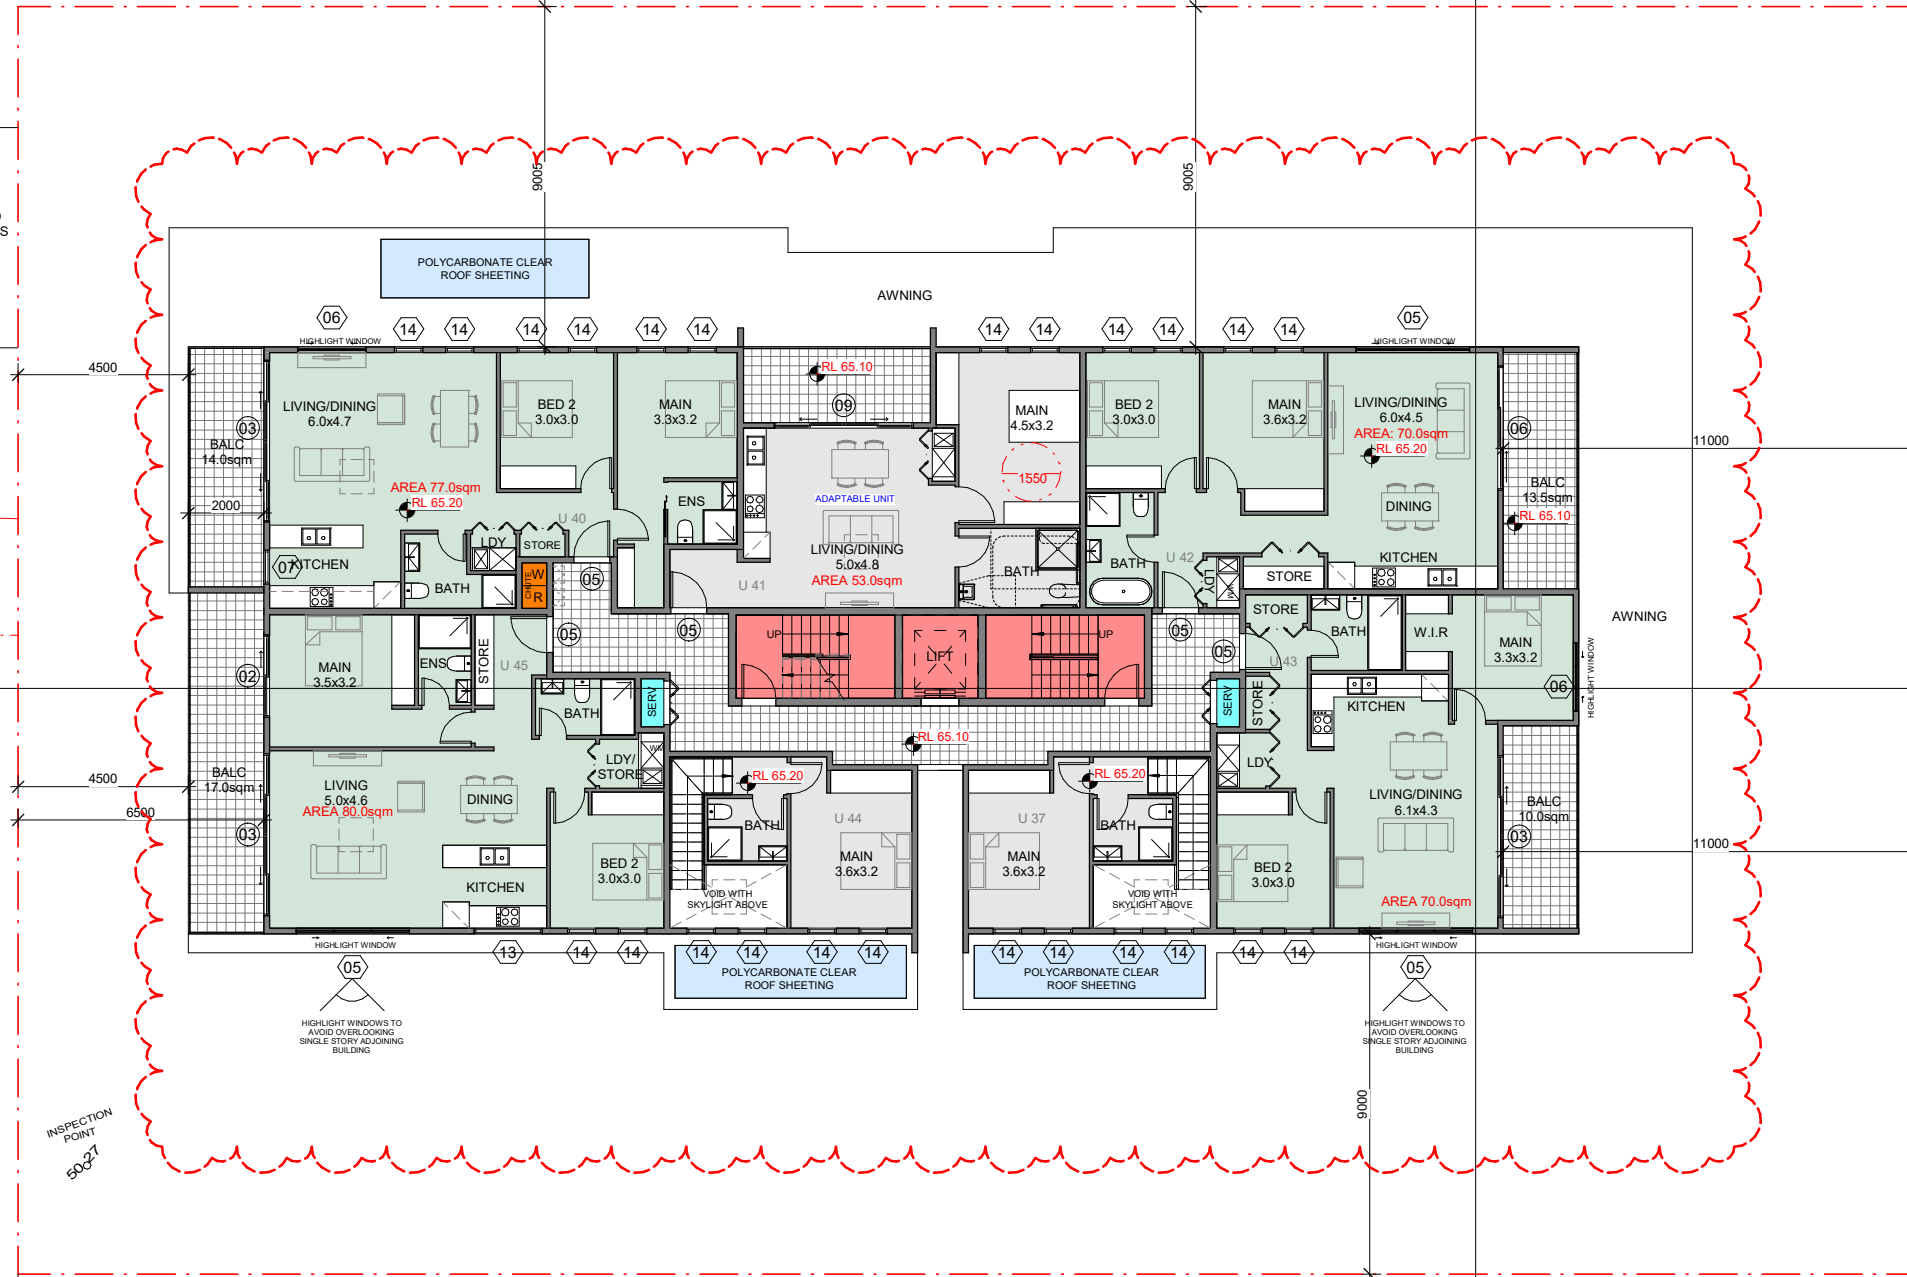 9005
9005
S
POLYCARBONATE CLEAR
ROOF SHEETING
AWNING
06
14
14
14
14
14
14
14
14
14
14
14
14
05
HIGHLIGHT WINDOW
HIGHLIGHT WINDOW
4500
RL 65.10
LIVING/DINING
6.0x4.7
BED 2
3.0x3.0
MAIN
3.3x3.2
09
MAIN
4.5x3.2
BED 2
3.0x3.0
MAIN
3.6x3.2
LIVING/DINING
6.0x4.5
AREA: 70.0sqm
RL 65.20
03
BALC
14.0sqm
06
11000
1550
AREA 77.0sqm
RL 65.20
ADAPTABLE UNIT
BALC
13.5sqm
RL 65.10
2000
ENS
DINING
U 40
LDY
STORE
LIVING/DINING
5.0x4.8
AREA 53.0sqm
U 41
BATH
U 42
BATH
KITCHEN
07
KITCHEN
BATH
CHUTE
W
R
05
LDY
STORE
STORE
05
05
05
05
UP
LIFT
UP
U 43
BATH
W.I.R
MAIN
3.3x3.2
AWNING
HIGHLIGHT WINDOW
06
02
MAIN
3.5x3.2
ENS
STORE
U 45
BATH
SERV
SERV
STORE
KITCHEN
RL 65.10
4500
6500
BALC
17.0sqm
LIVING
5.0x4.6
AREA 80.0sqm
DINING
LDY/
STORE
WM
RL 65.20
RL 65.20
LDY
LIVING/DINING
6.1x4.3
BALC
10.0sqm
03
03
11000
BATH
U 44
U 37
BATH
MAIN
3.6x3.2
MAIN
3.6x3.2
BED 2
3.0x3.0
BED 2
3.0x3.0
KITCHEN
VOID WITH
SKYLIGHT ABOVE
VOID WITH
SKYLIGHT ABOVE
AREA 70.0sqm
HIGHLIGHT WINDOW
HIGHLIGHT WINDOW
13
14
14
14
14
14
14
14
14
14
14
14
14
05
05
POLYCARBONATE CLEAR
ROOF SHEETING
POLYCARBONATE CLEAR
ROOF SHEETING
HIGHLIGHT WINDOWS TO
AVOID OVERLOOKING
SINGLE STORY ADJOINING
BUILDING
HIGHLIGHT WINDOWS TO
AVOID OVERLOOKING
SINGLE STORY ADJOINING
BUILDING
9000
INSPECTION
POINT
50.27